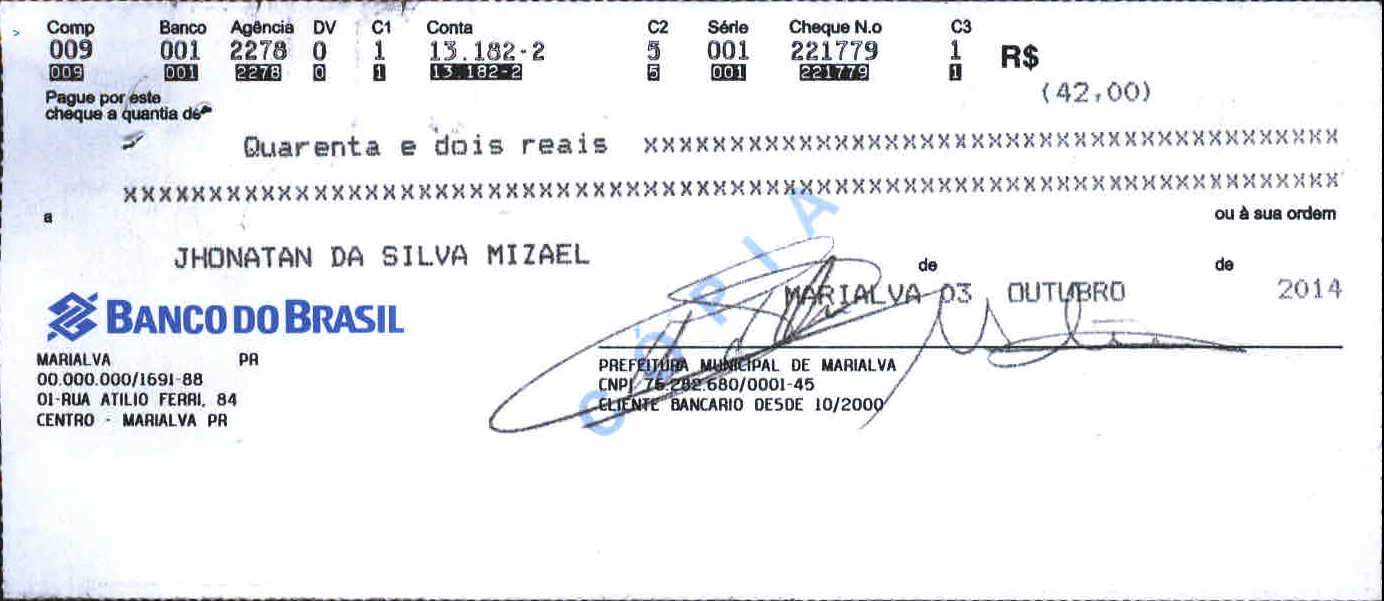 Comp Banco Agência DV C1 Conta C2 Série Cheque N.o C3
009 001 2278 0 1 13.182-2 5 001 221779 1 R$
009 001 2278 0 1 13.182-2 5 001 221779 1
(42,00)
Pague por este
cheque a quantia de
Quarenta e dois reais XXXXXXXXXXXXXXXXXXXXXXXXXXXXXXXXXXXXXXXXX
XXXXXXXXXXXXXXXXXXXXXXXXXXXXXXXXXXXXXXXXXXXXXXXXXXXXXXXXXXXXXXXXXXXXXX
a ou à sua ordem
JHONATAN DA SILVA MIZAEL
de de
MARIALVA 03 OUTUBRO 2014
BANCO DO BRASIL
CÓPIA
MARIALVA PR
00.000.000/1691-88
01-RUA ATILIO FERRI, 84
CENTRO - MARIALVA PR
PREFEITURA MUNICIPAL DE MARIALVA
CNPJ 76.282.680/0001-45
CLIENTE BANCARIO DESDE 10/2000